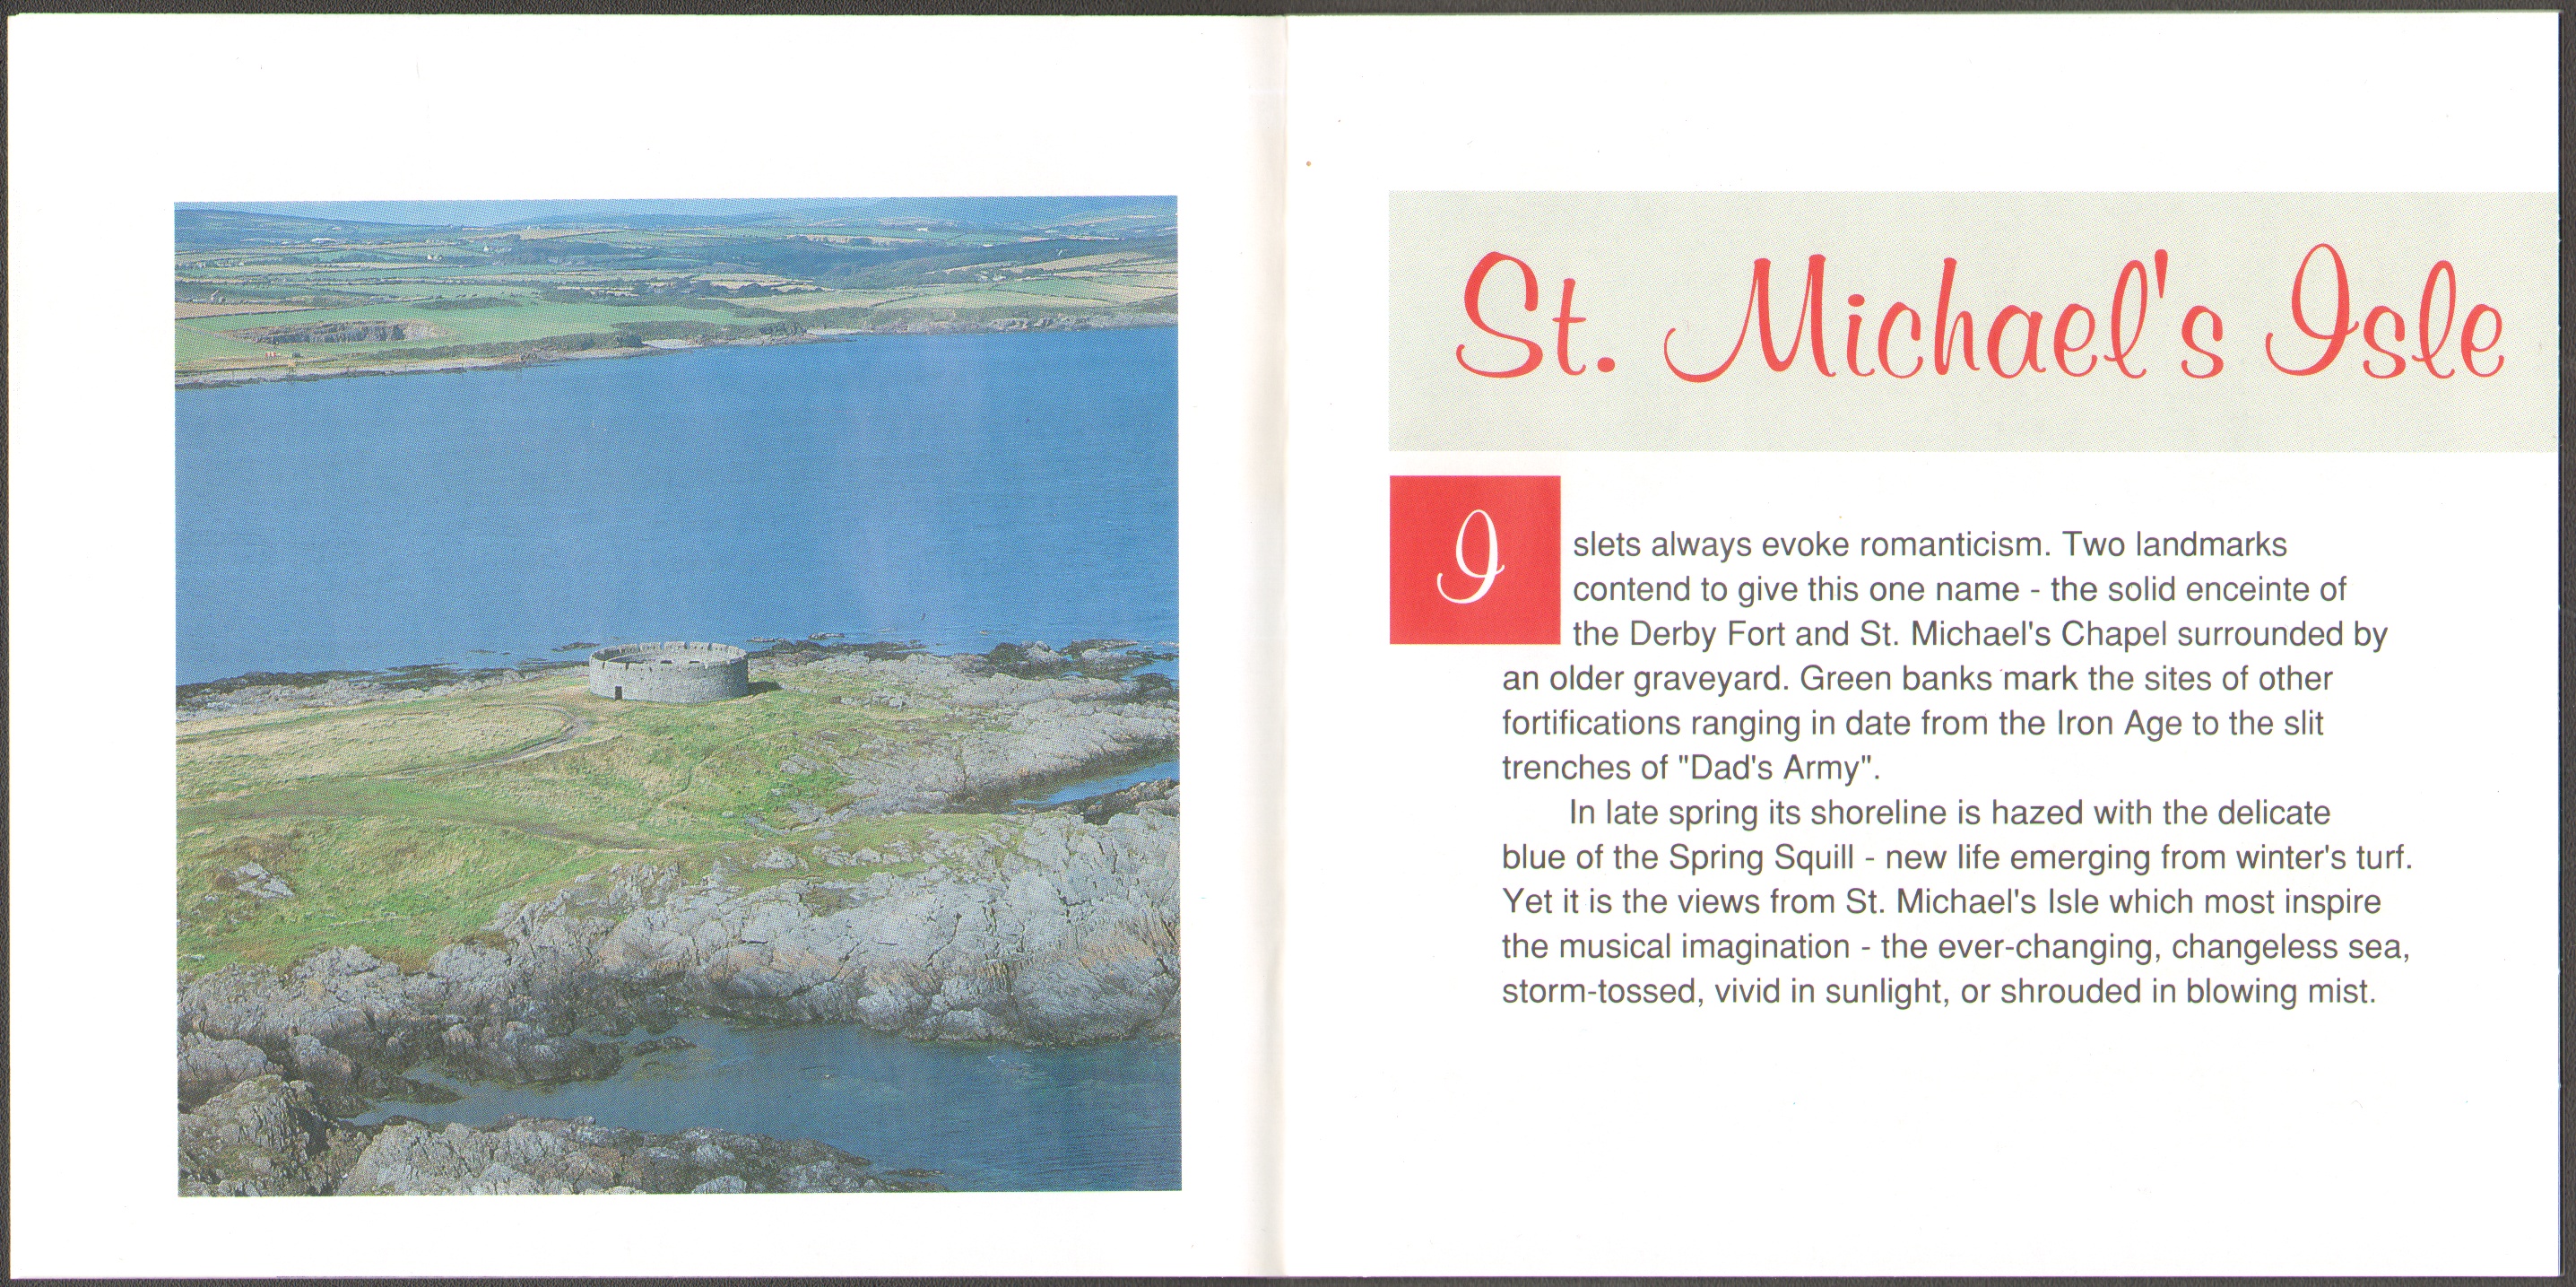 St. Michael's Isle
Islets always evoke romanticism. Two landmarks
contend to give this one name - the solid enceinte of
the Derby Fort and St. Michael's Chapel surrounded by
an older graveyard. Green banks mark the sites of other
fortifications ranging in date from the Iron Age to the slit
trenches of "Dad's Army".
In late spring its shoreline is hazed with the delicate
blue of the Spring Squill - new life emerging from winter's turf.
Yet it is the views from St. Michael's Isle which most inspire
the musical imagination - the ever-changing, changeless sea,
storm-tossed, vivid in sunlight, or shrouded in blowing mist.